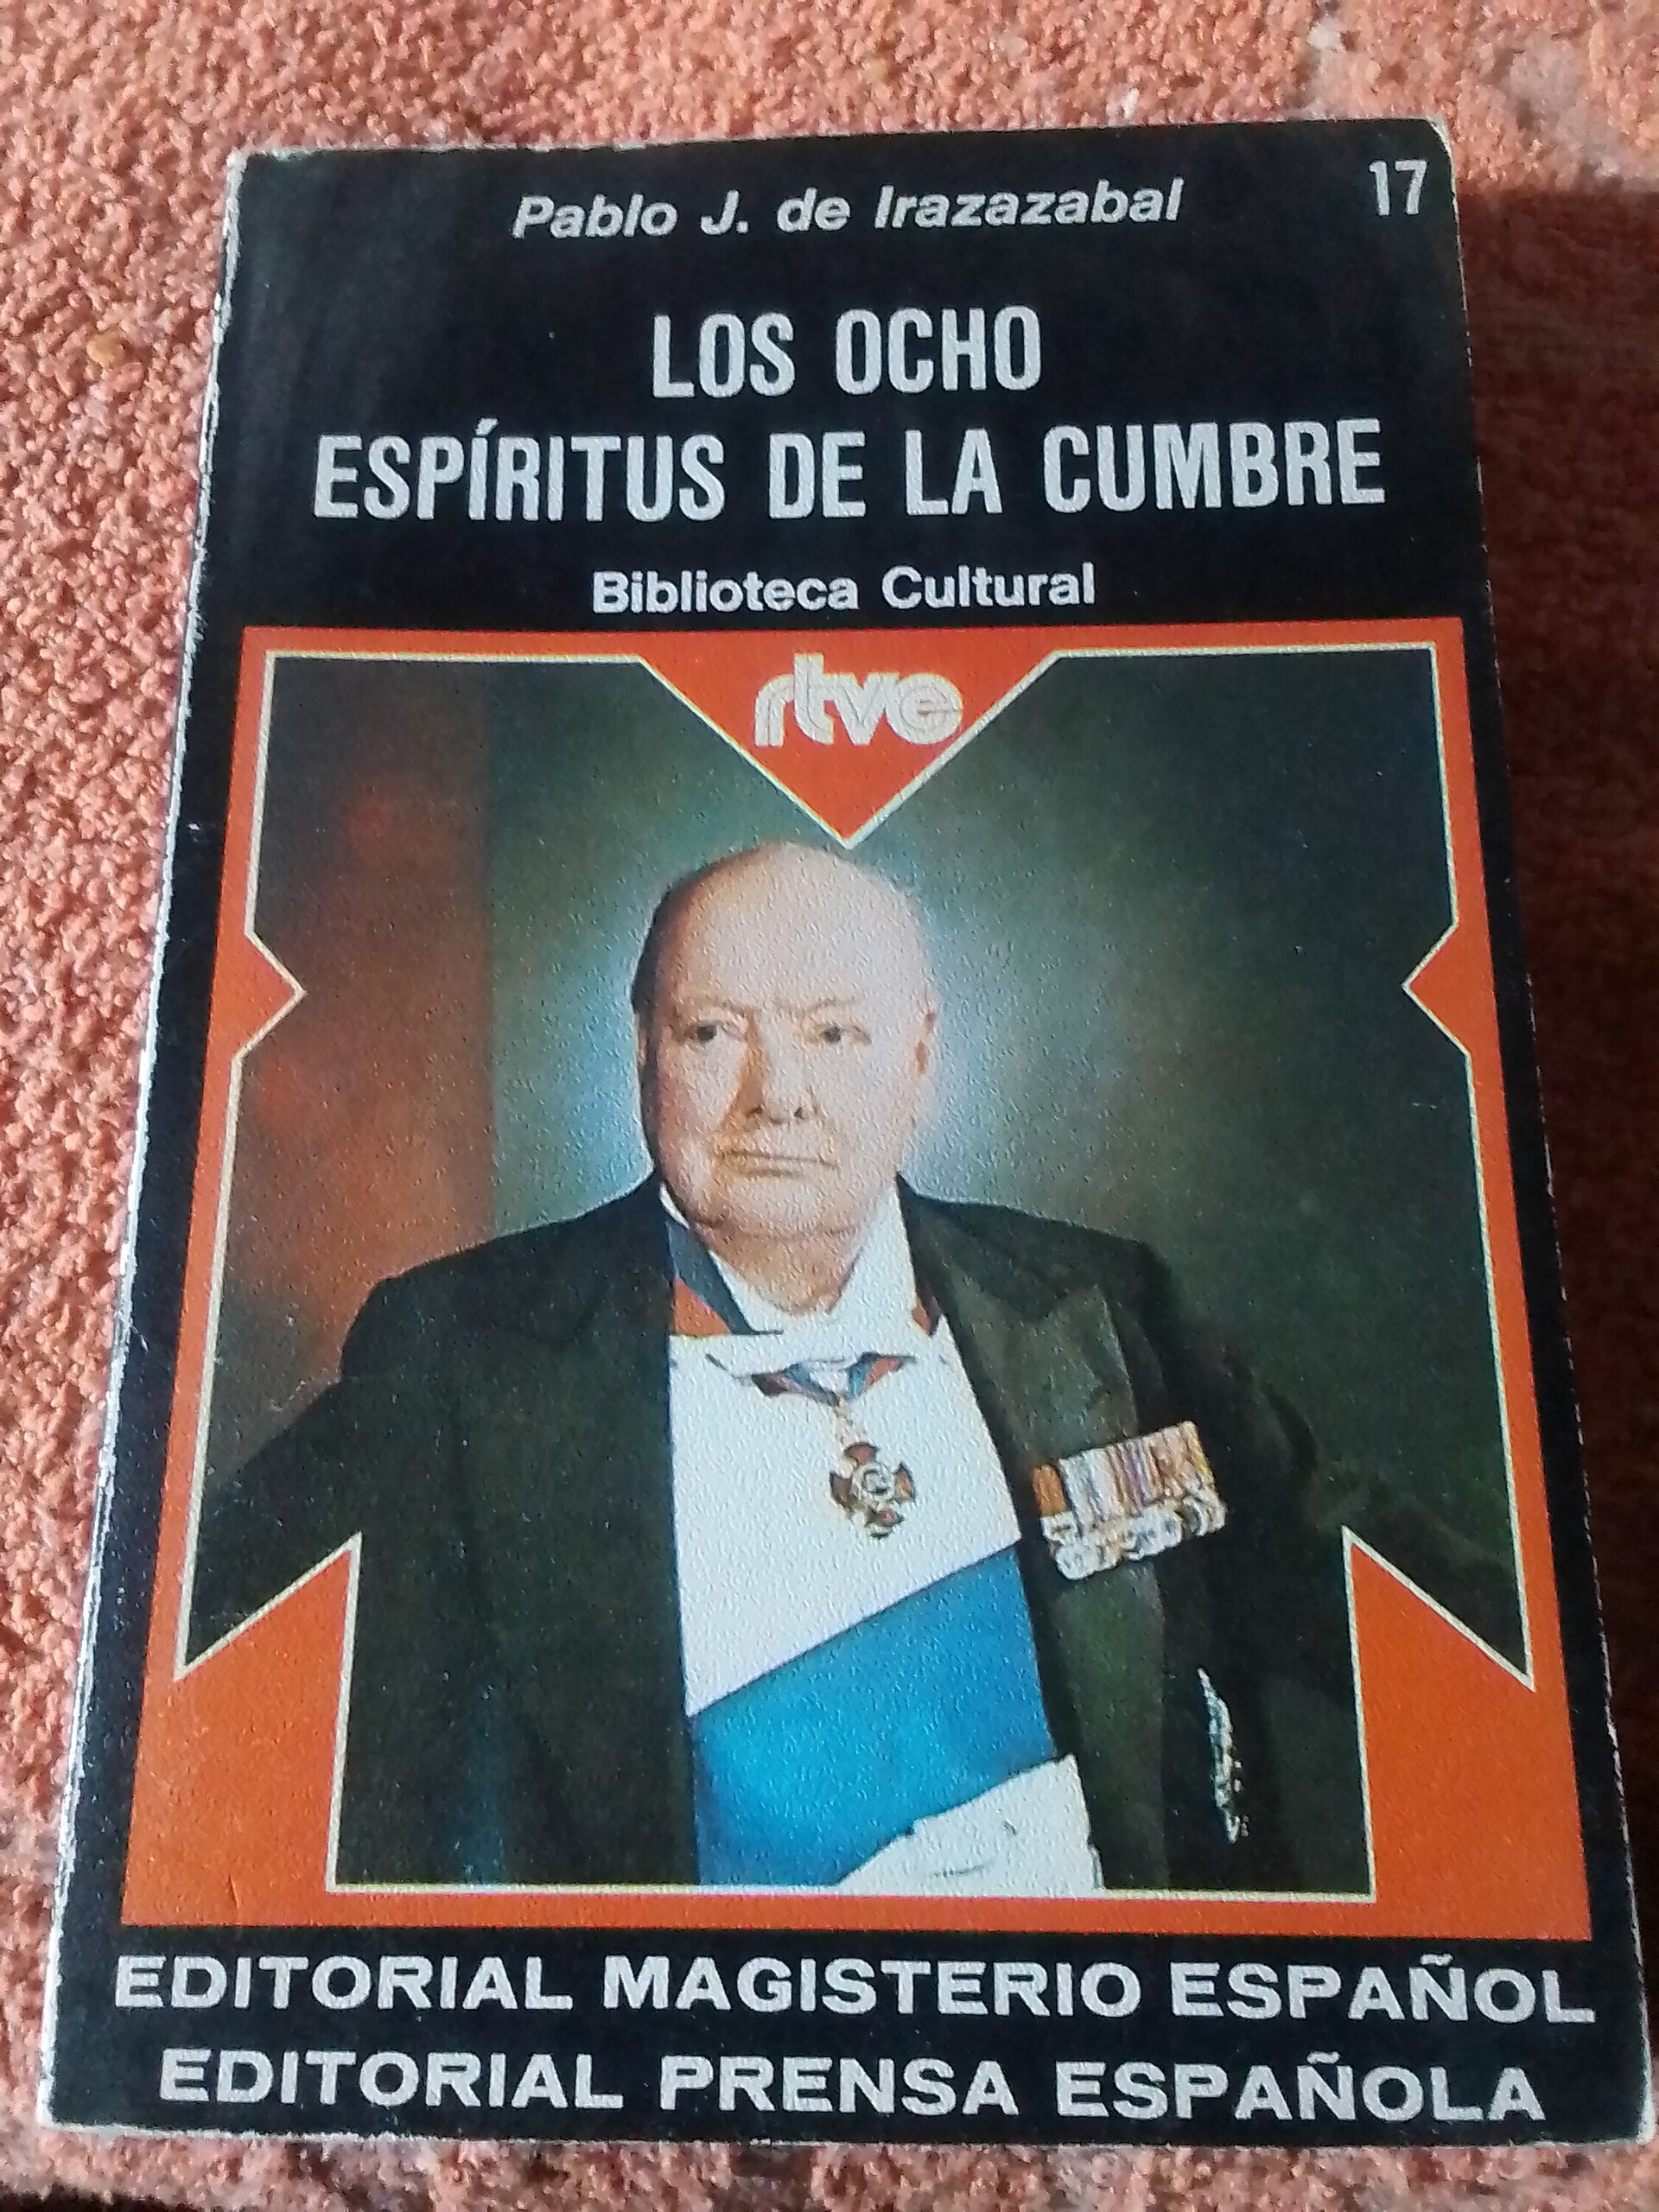 Pablo J. de Irazazabal
17
LOS OCHO
ESPÍRITUS DE LA CUMBRE
Biblioteca Cultural
rtve
EDITORIAL MAGISTERIO ESPAÑOL
EDITORIAL PRENSA ESPAÑOLA